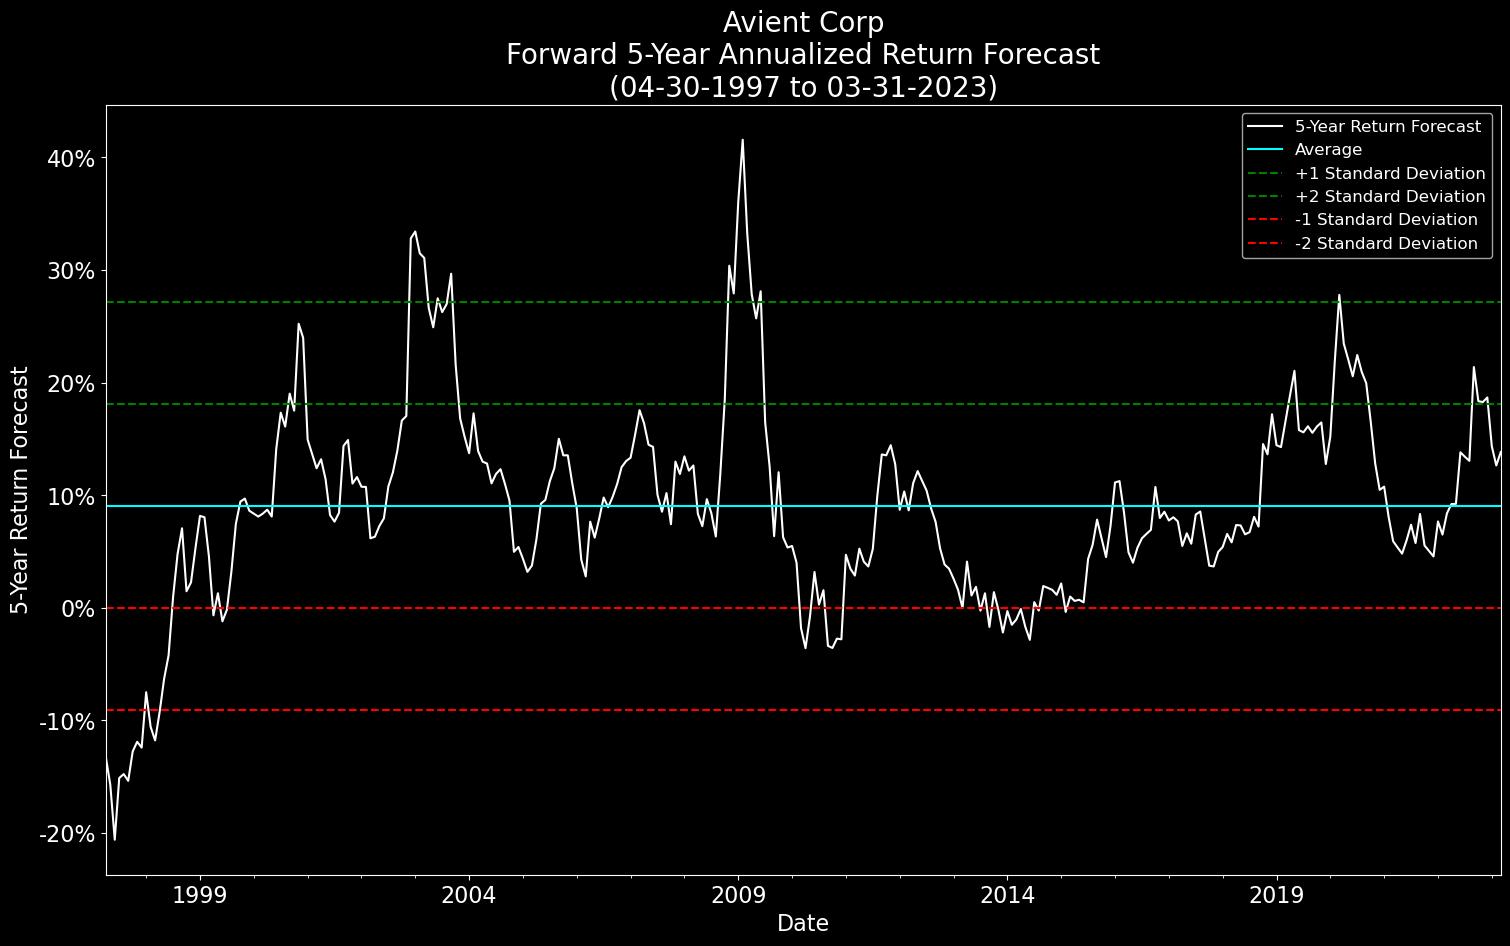 Avient Corp
Forward 5-Year Annualized Return Forecast
(04-30-1997 to 03-31-2023)
5-Year Return Forecast
Average
+1 Standard Deviation
+2 Standard Deviation
-1 Standard Deviation
-2 Standard Deviation
5-Year Return Forecast
40%
30%
20%
10%
0%
-10%
-20%
1999 2004 2009 2014 2019
Date